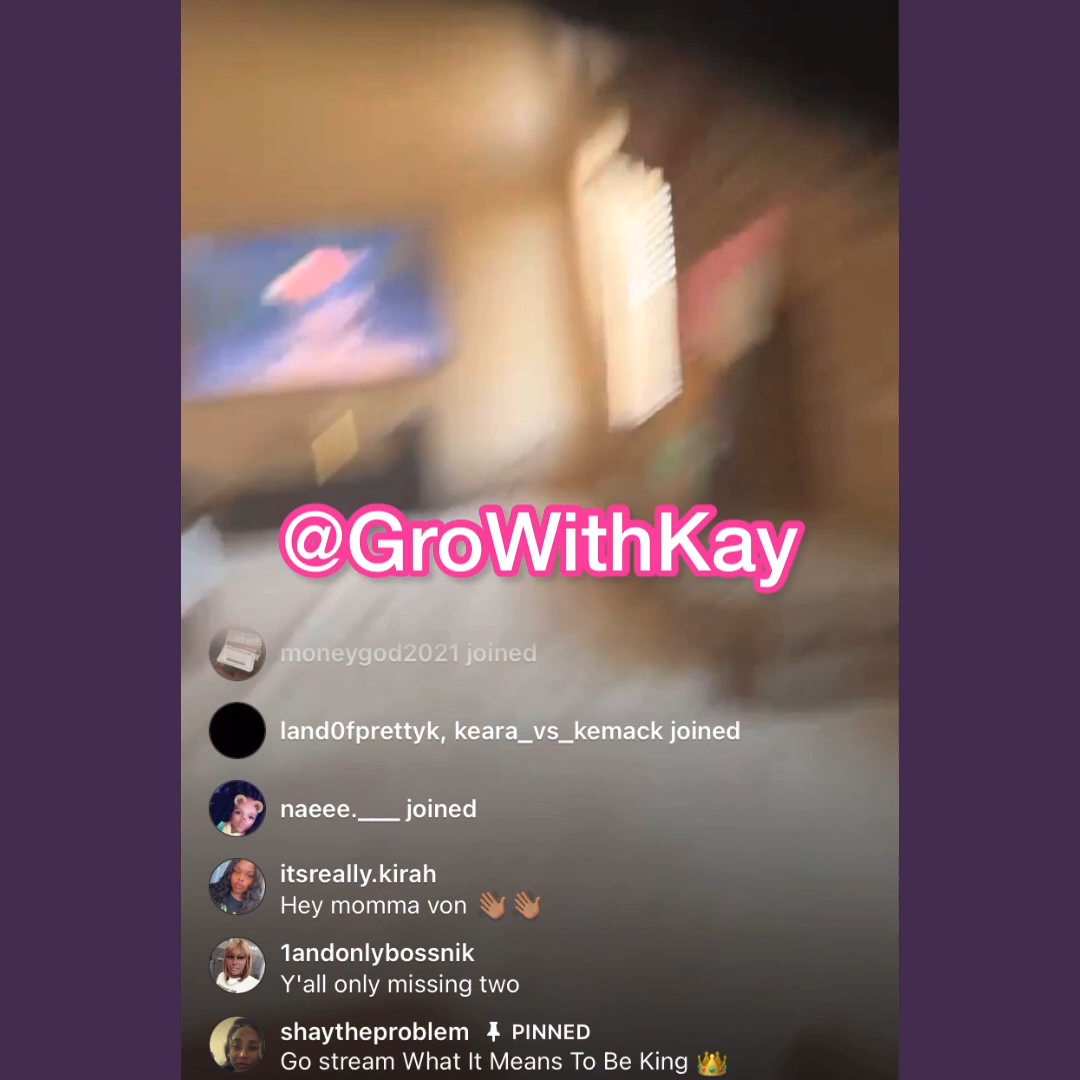 @GroWithKay
moneygod2021 joined
land0fprettyk, keara_vs_kemack joined
naeee.____ joined
itsreally.kirah
Hey momma von 👋🏽👋🏽
1andonlybossnik
Y'all only missing two
shaytheproblem 📌 PINNED
Go stream What It Means To Be King 👑